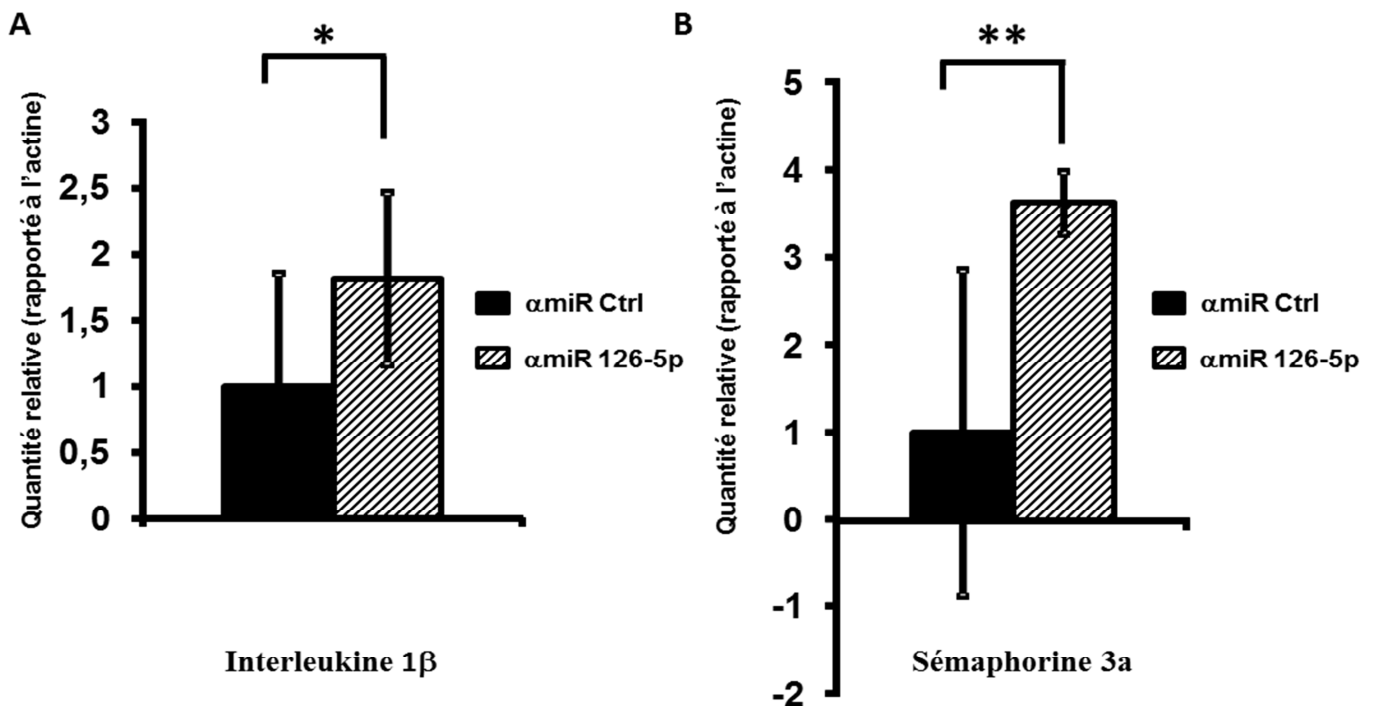 A
*
Quantité relative (rapporté à l'actine)
3
2,5
2
1,5
1
0,5
0
αmiR Ctrl
αmiR 126-5p
Interleukine 1β
B
**
Quantité relative (rapporté à l'actine)
5
4
3
2
1
0
-1
-2
αmiR Ctrl
αmiR 126-5p
Sémaphorine 3a